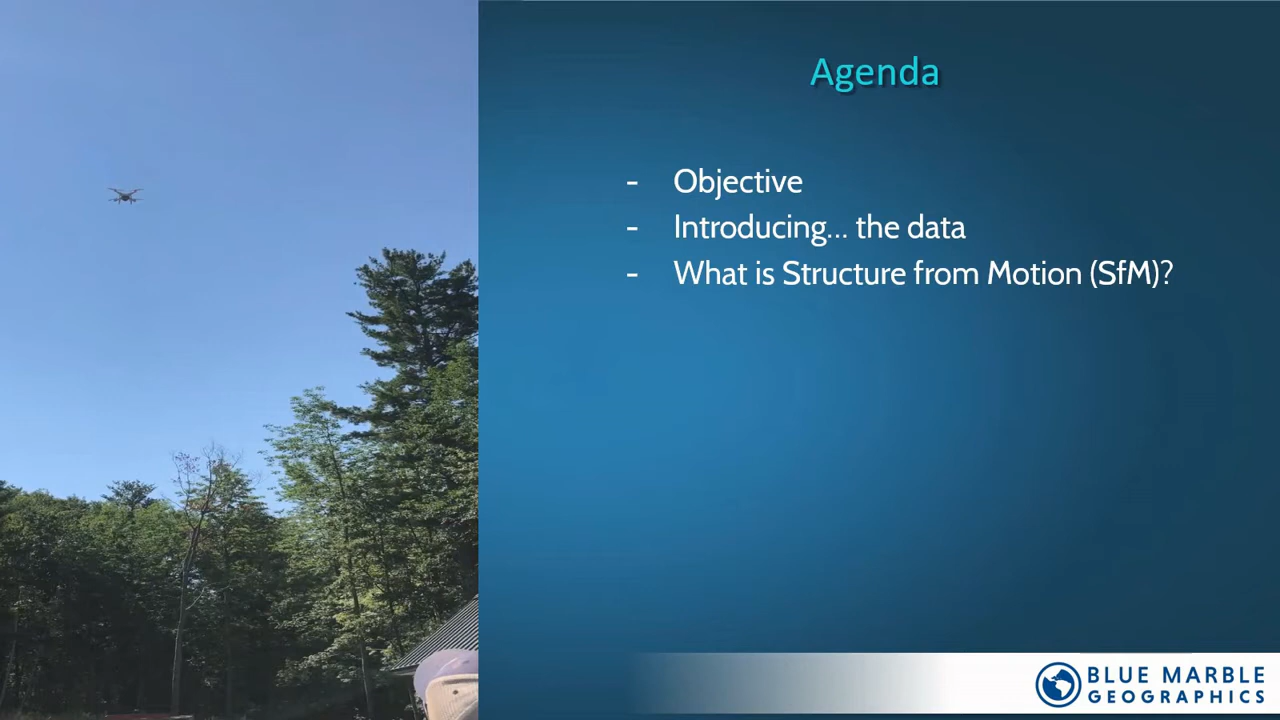 Agenda
- Objective
- Introducing... the data
- What is Structure from Motion (SfM)?
BLUE MARBLE
GEOGRAPHICS